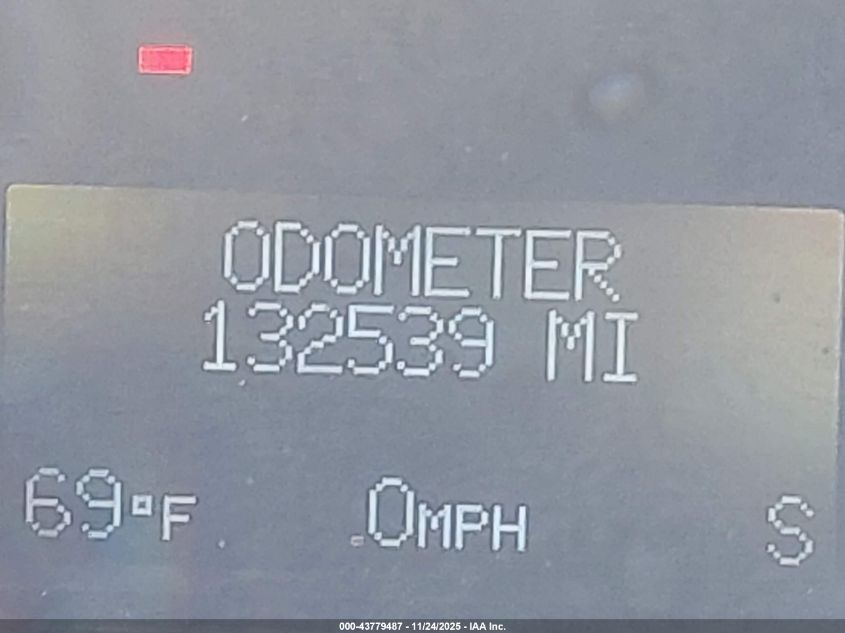 ODOMETER
132539 MI
69°F 0MPH S
000-43779487 - 11/24/2025 - IAA Inc.